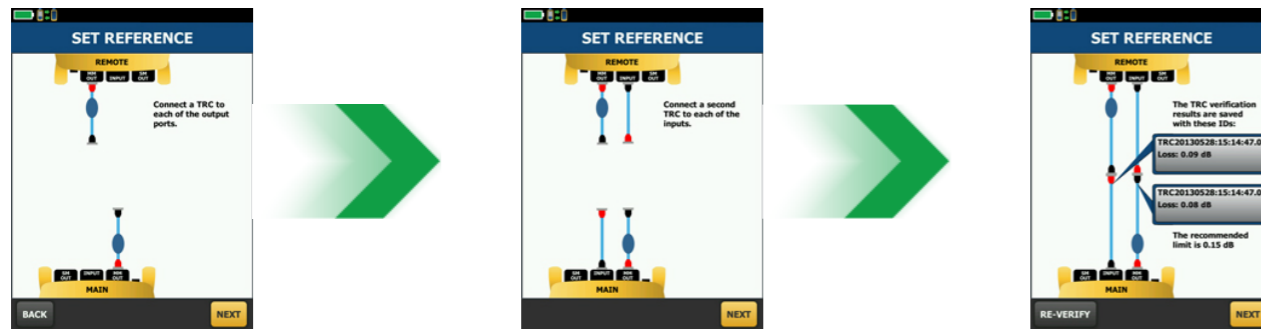 SET REFERENCE
REMOTE
MM OUT INPUT SM OUT
Connect a TRC to
each of the output
ports.
SM OUT INPUT MM OUT
MAIN
BACK
NEXT
SET REFERENCE
REMOTE
MM OUT INPUT SM OUT
Connect a second
TRC to each of the
inputs.
SM OUT INPUT MM OUT
MAIN
NEXT
SET REFERENCE
REMOTE
MM OUT INPUT SM OUT
The TRC verification
results are saved
with these IDs:
TRC20130528:15:14:47.0
Loss: 0.09 dB
TRC20130528:15:14:47.0
Loss: 0.08 dB
The recommended
limit is 0.15 dB
SM OUT INPUT MM OUT
MAIN
RE-VERIFY
NEXT